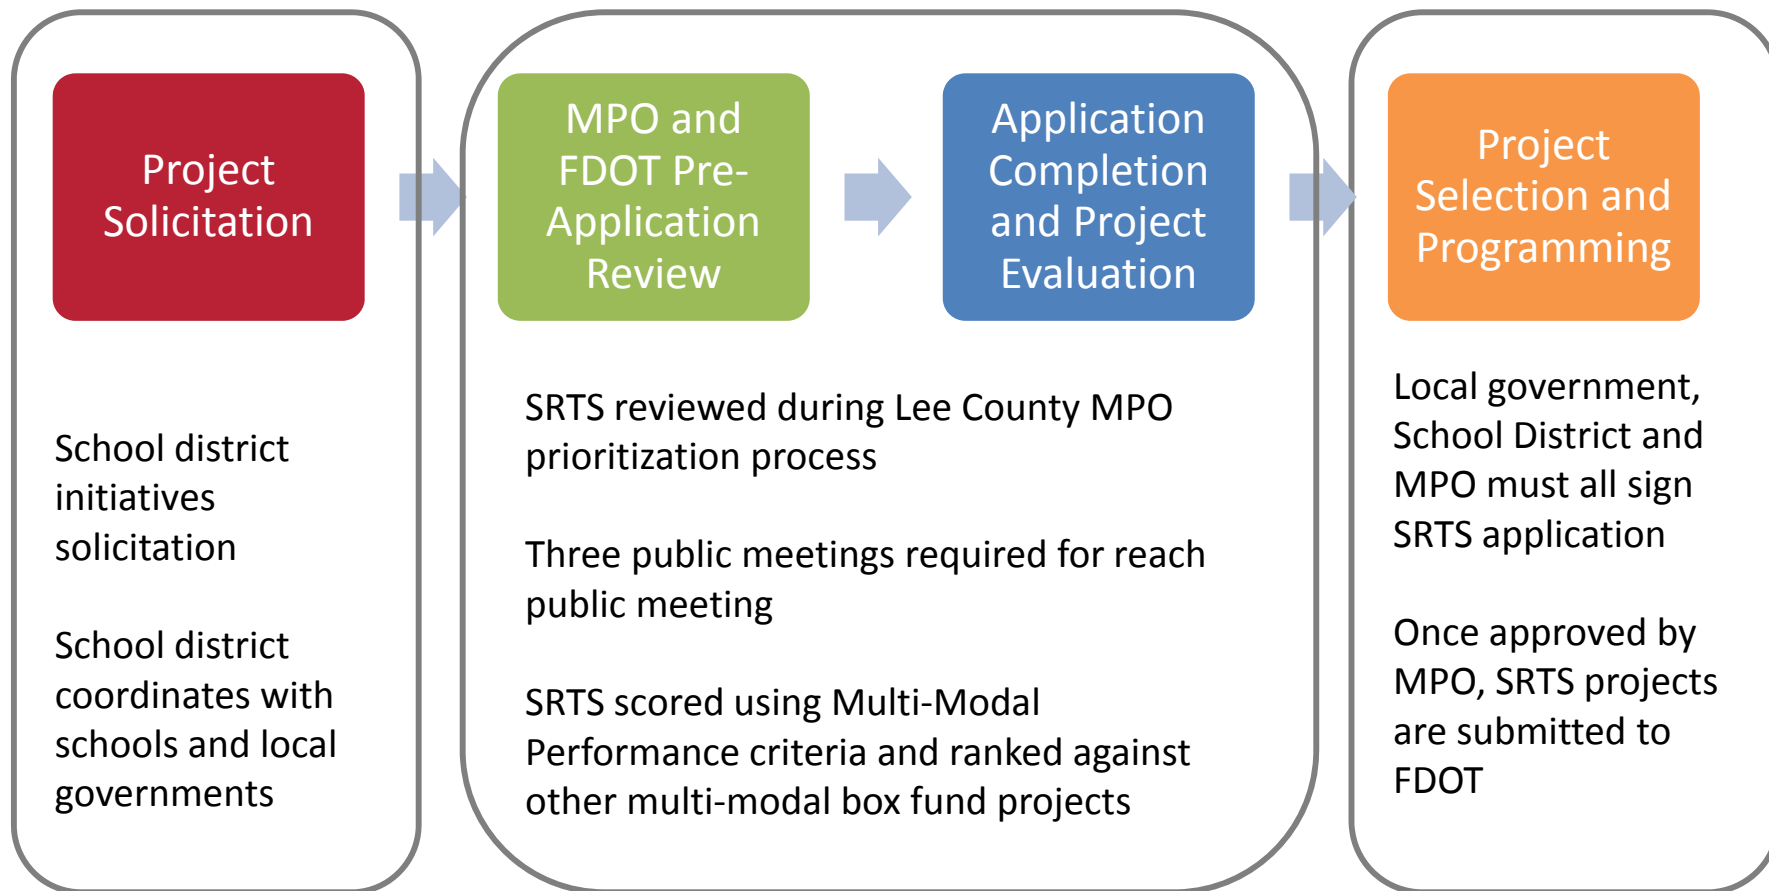 Project
Solicitation
MPO and
FDOT Pre-
Application
Review
Application
Completion
and Project
Evaluation
Project
Selection and
Programming
School district
initiatives
solicitation
School district
coordinates with
schools and local
governments
SRTS reviewed during Lee County MPO
prioritization process
Three public meetings required for reach
public meeting
SRTS scored using Multi-Modal
Performance criteria and ranked against
other multi-modal box fund projects
Local government,
School District and
MPO must all sign
SRTS application
Once approved by
MPO, SRTS projects
are submitted to
FDOT